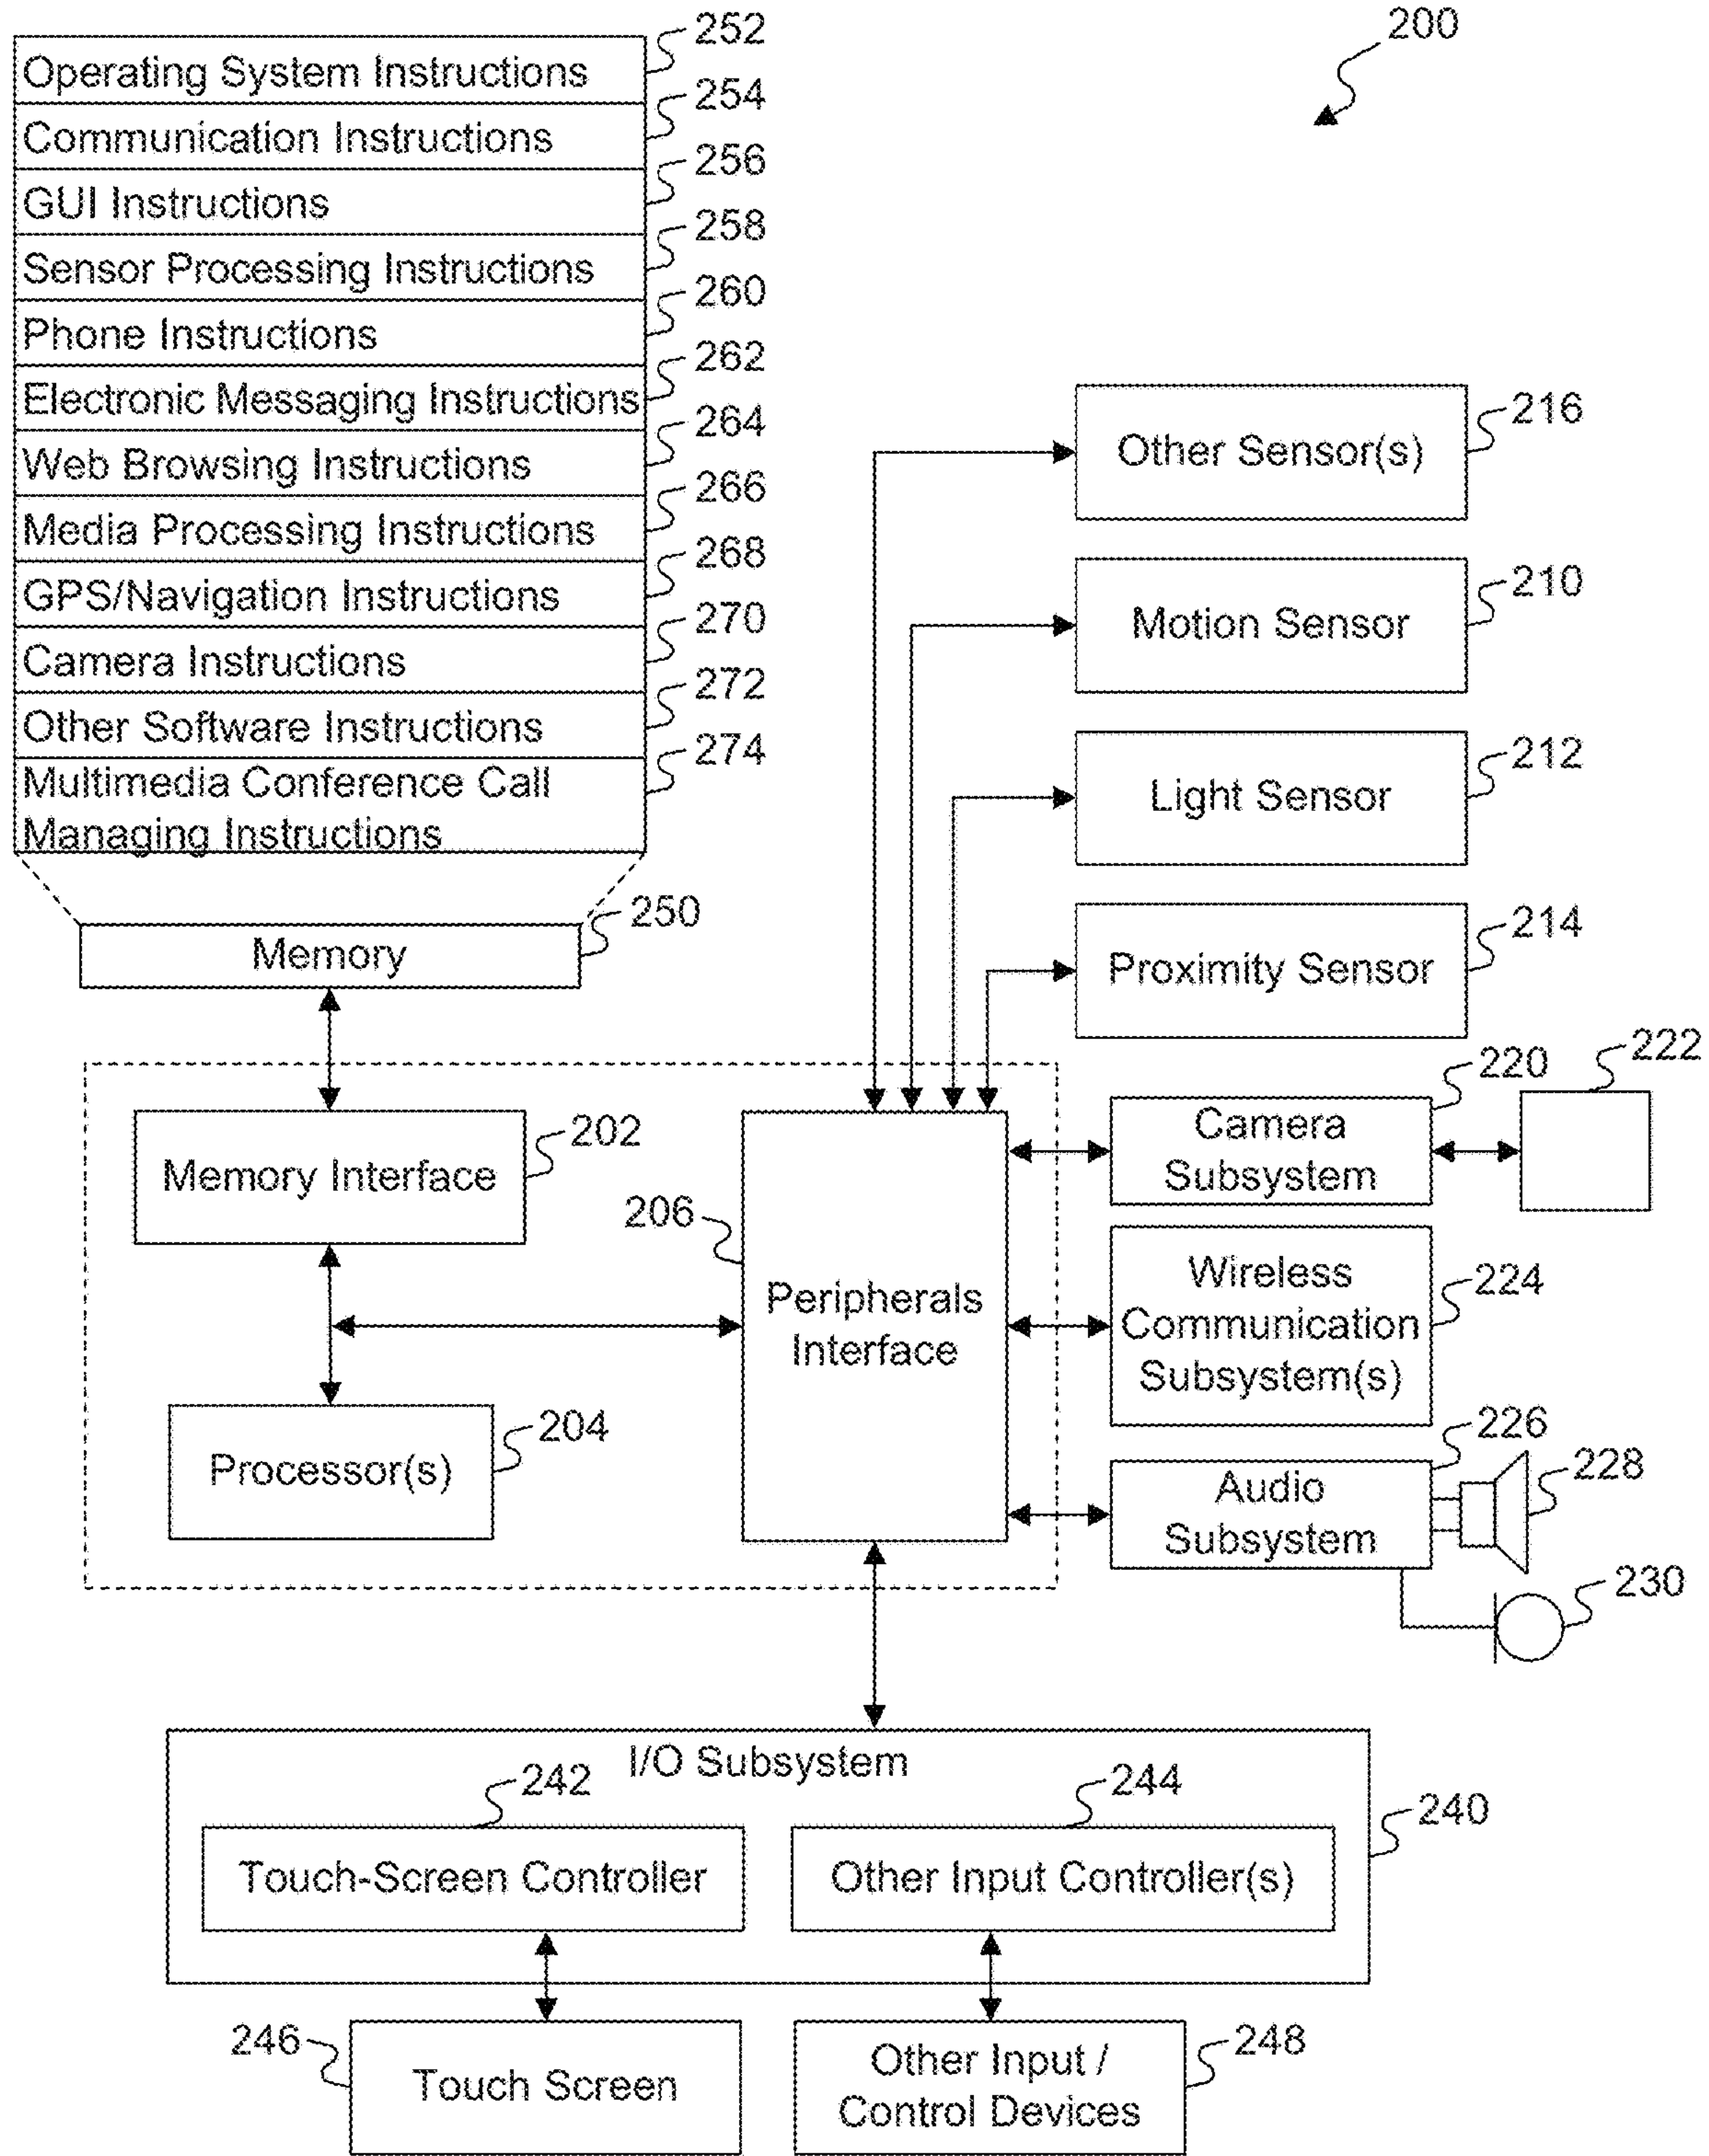 200
252
Operating System Instructions
254
Communication Instructions
256
GUI Instructions
258
Sensor Processing Instructions
260
Phone Instructions
262
Electronic Messaging Instructions
264
Web Browsing Instructions
266
Media Processing Instructions
268
GPS/Navigation Instructions
270
Camera Instructions
272
Other Software Instructions
274
Multimedia Conference Call
Managing Instructions
250
Memory
216
Other Sensor(s)
210
Motion Sensor
212
Light Sensor
214
Proximity Sensor
220
222
Camera
Subsystem
202
Memory Interface
206
Peripherals
Interface
224
Wireless
Communication
Subsystem(s)
204
Processor(s)
226
228
Audio
Subsystem
230
I/O Subsystem
242
244
240
Touch-Screen Controller
Other Input Controller(s)
246
Touch Screen
248
Other Input /
Control Devices